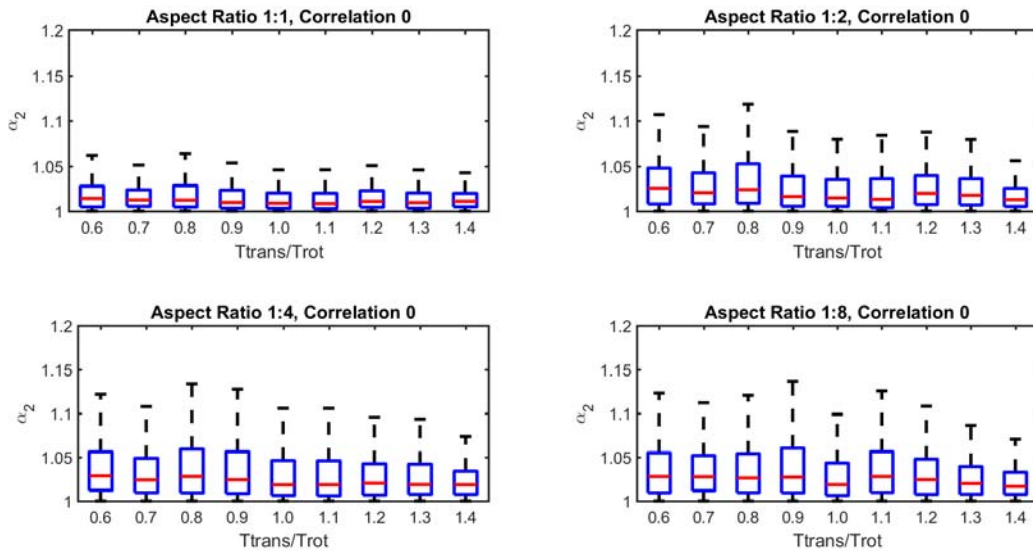 Aspect Ratio 1:1, Correlation 0
1.2
1.15
1.1
1.05
1
α2
0.6 0.7 0.8 0.9 1.0 1.1 1.2 1.3 1.4
Ttrans/Trot
Aspect Ratio 1:2, Correlation 0
1.2
1.15
1.1
1.05
1
α2
0.6 0.7 0.8 0.9 1.0 1.1 1.2 1.3 1.4
Ttrans/Trot
Aspect Ratio 1:4, Correlation 0
1.2
1.15
1.1
1.05
1
α2
0.6 0.7 0.8 0.9 1.0 1.1 1.2 1.3 1.4
Ttrans/Trot
Aspect Ratio 1:8, Correlation 0
1.2
1.15
1.1
1.05
1
α2
0.6 0.7 0.8 0.9 1.0 1.1 1.2 1.3 1.4
Ttrans/Trot